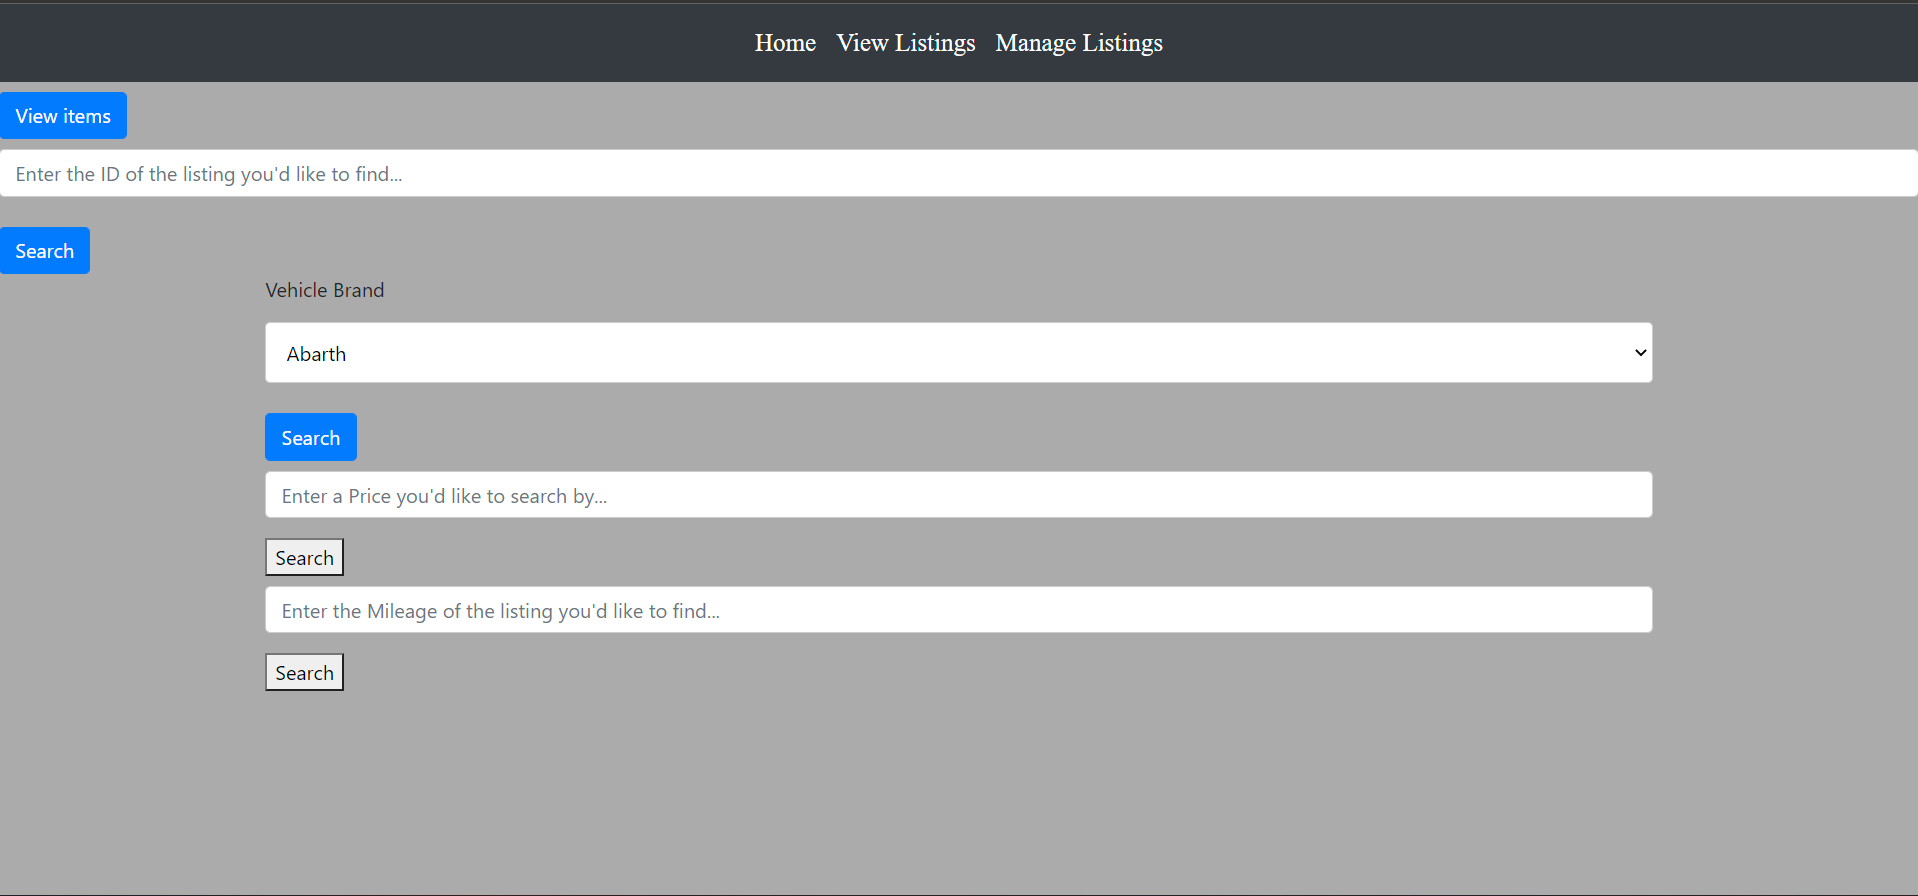 Home View Listings Manage Listings
View items
Enter the ID of the listing you'd like to find...
Search
Vehicle Brand
Abarth
Search
Enter a Price you'd like to search by...
Search
Enter the Mileage of the listing you'd like to find...
Search